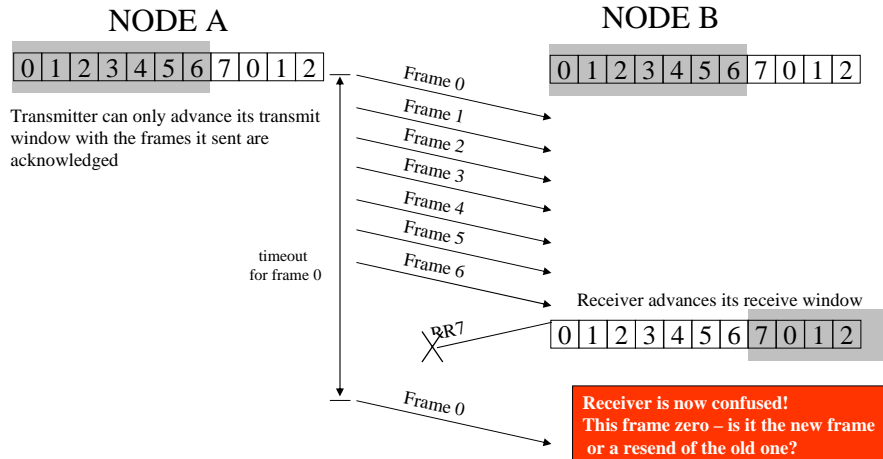 NODE A
NODE B
0 1 2 3 4 5 6 7 0 1 2
0 1 2 3 4 5 6 7 0 1 2
Transmitter can only advance its transmit
window with the frames it sent are
acknowledged
Frame 0
Frame 1
Frame 2
Frame 3
Frame 4
Frame 5
Frame 6
timeout
for frame 0
Receiver advances its receive window
RR7
0 1 2 3 4 5 6 7 0 1 2
Frame 0
Receiver is now confused!
This frame zero – is it the new frame
or a resend of the old one?